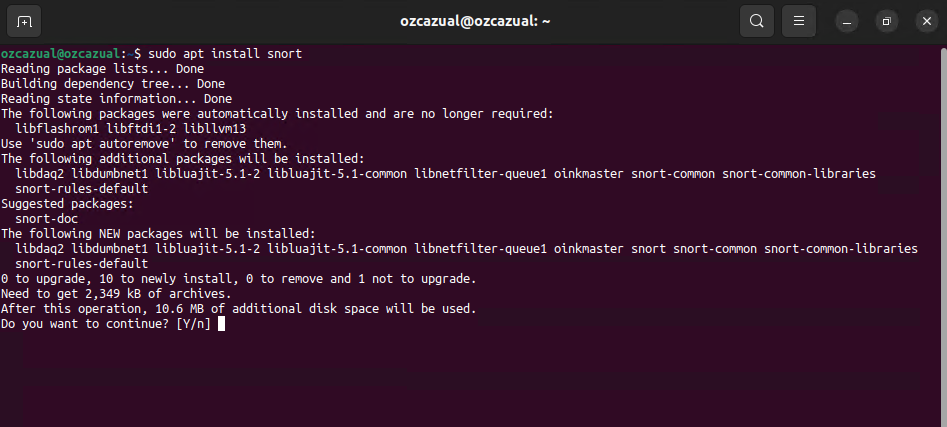 ozcazual@ozcazual: ~
ozcazual@ozcazual:~$ sudo apt install snort
Reading package lists... Done
Building dependency tree... Done
Reading state information... Done
The following packages were automatically installed and are no longer required:
  libflashrom1 libftdi1-2 libllvm13
Use 'sudo apt autoremove' to remove them.
The following additional packages will be installed:
  libdaq2 libdumbnet1 libluajit-5.1-2 libluajit-5.1-common libnetfilter-queue1 oinkmaster snort-common snort-common-libraries
  snort-rules-default
Suggested packages:
  snort-doc
The following NEW packages will be installed:
  libdaq2 libdumbnet1 libluajit-5.1-2 libluajit-5.1-common libnetfilter-queue1 oinkmaster snort snort-common snort-common-libraries
  snort-rules-default
0 to upgrade, 10 to newly install, 0 to remove and 1 not to upgrade.
Need to get 2,349 kB of archives.
After this operation, 10.6 MB of additional disk space will be used.
Do you want to continue? [Y/n]